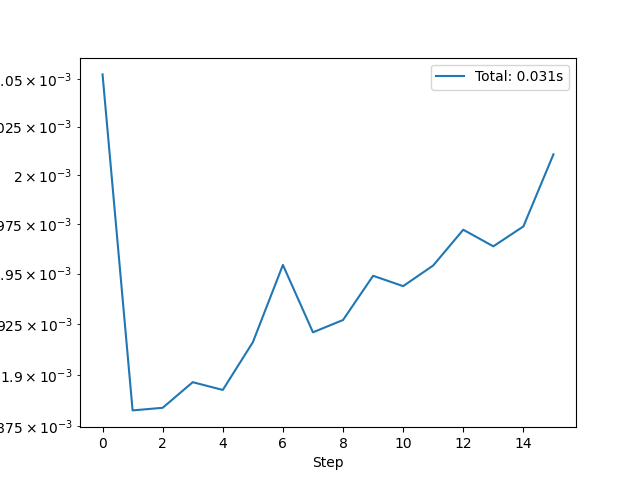 Total: 0.031s
.05 × 10⁻³
025 × 10⁻³
2 × 10⁻³
975 × 10⁻³
.95 × 10⁻³
925 × 10⁻³
1.9 × 10⁻³
875 × 10⁻³
0 2 4 6 8 10 12 14
Step